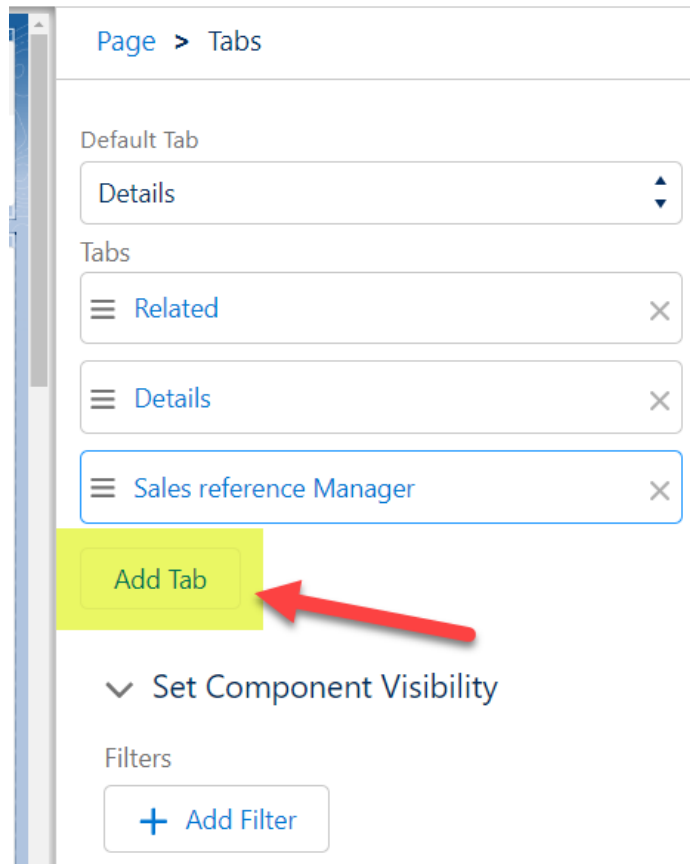 Page > Tabs
Default Tab
Details
Tabs
Related
Details
Sales reference Manager
Add Tab
Set Component Visibility
Filters
+ Add Filter